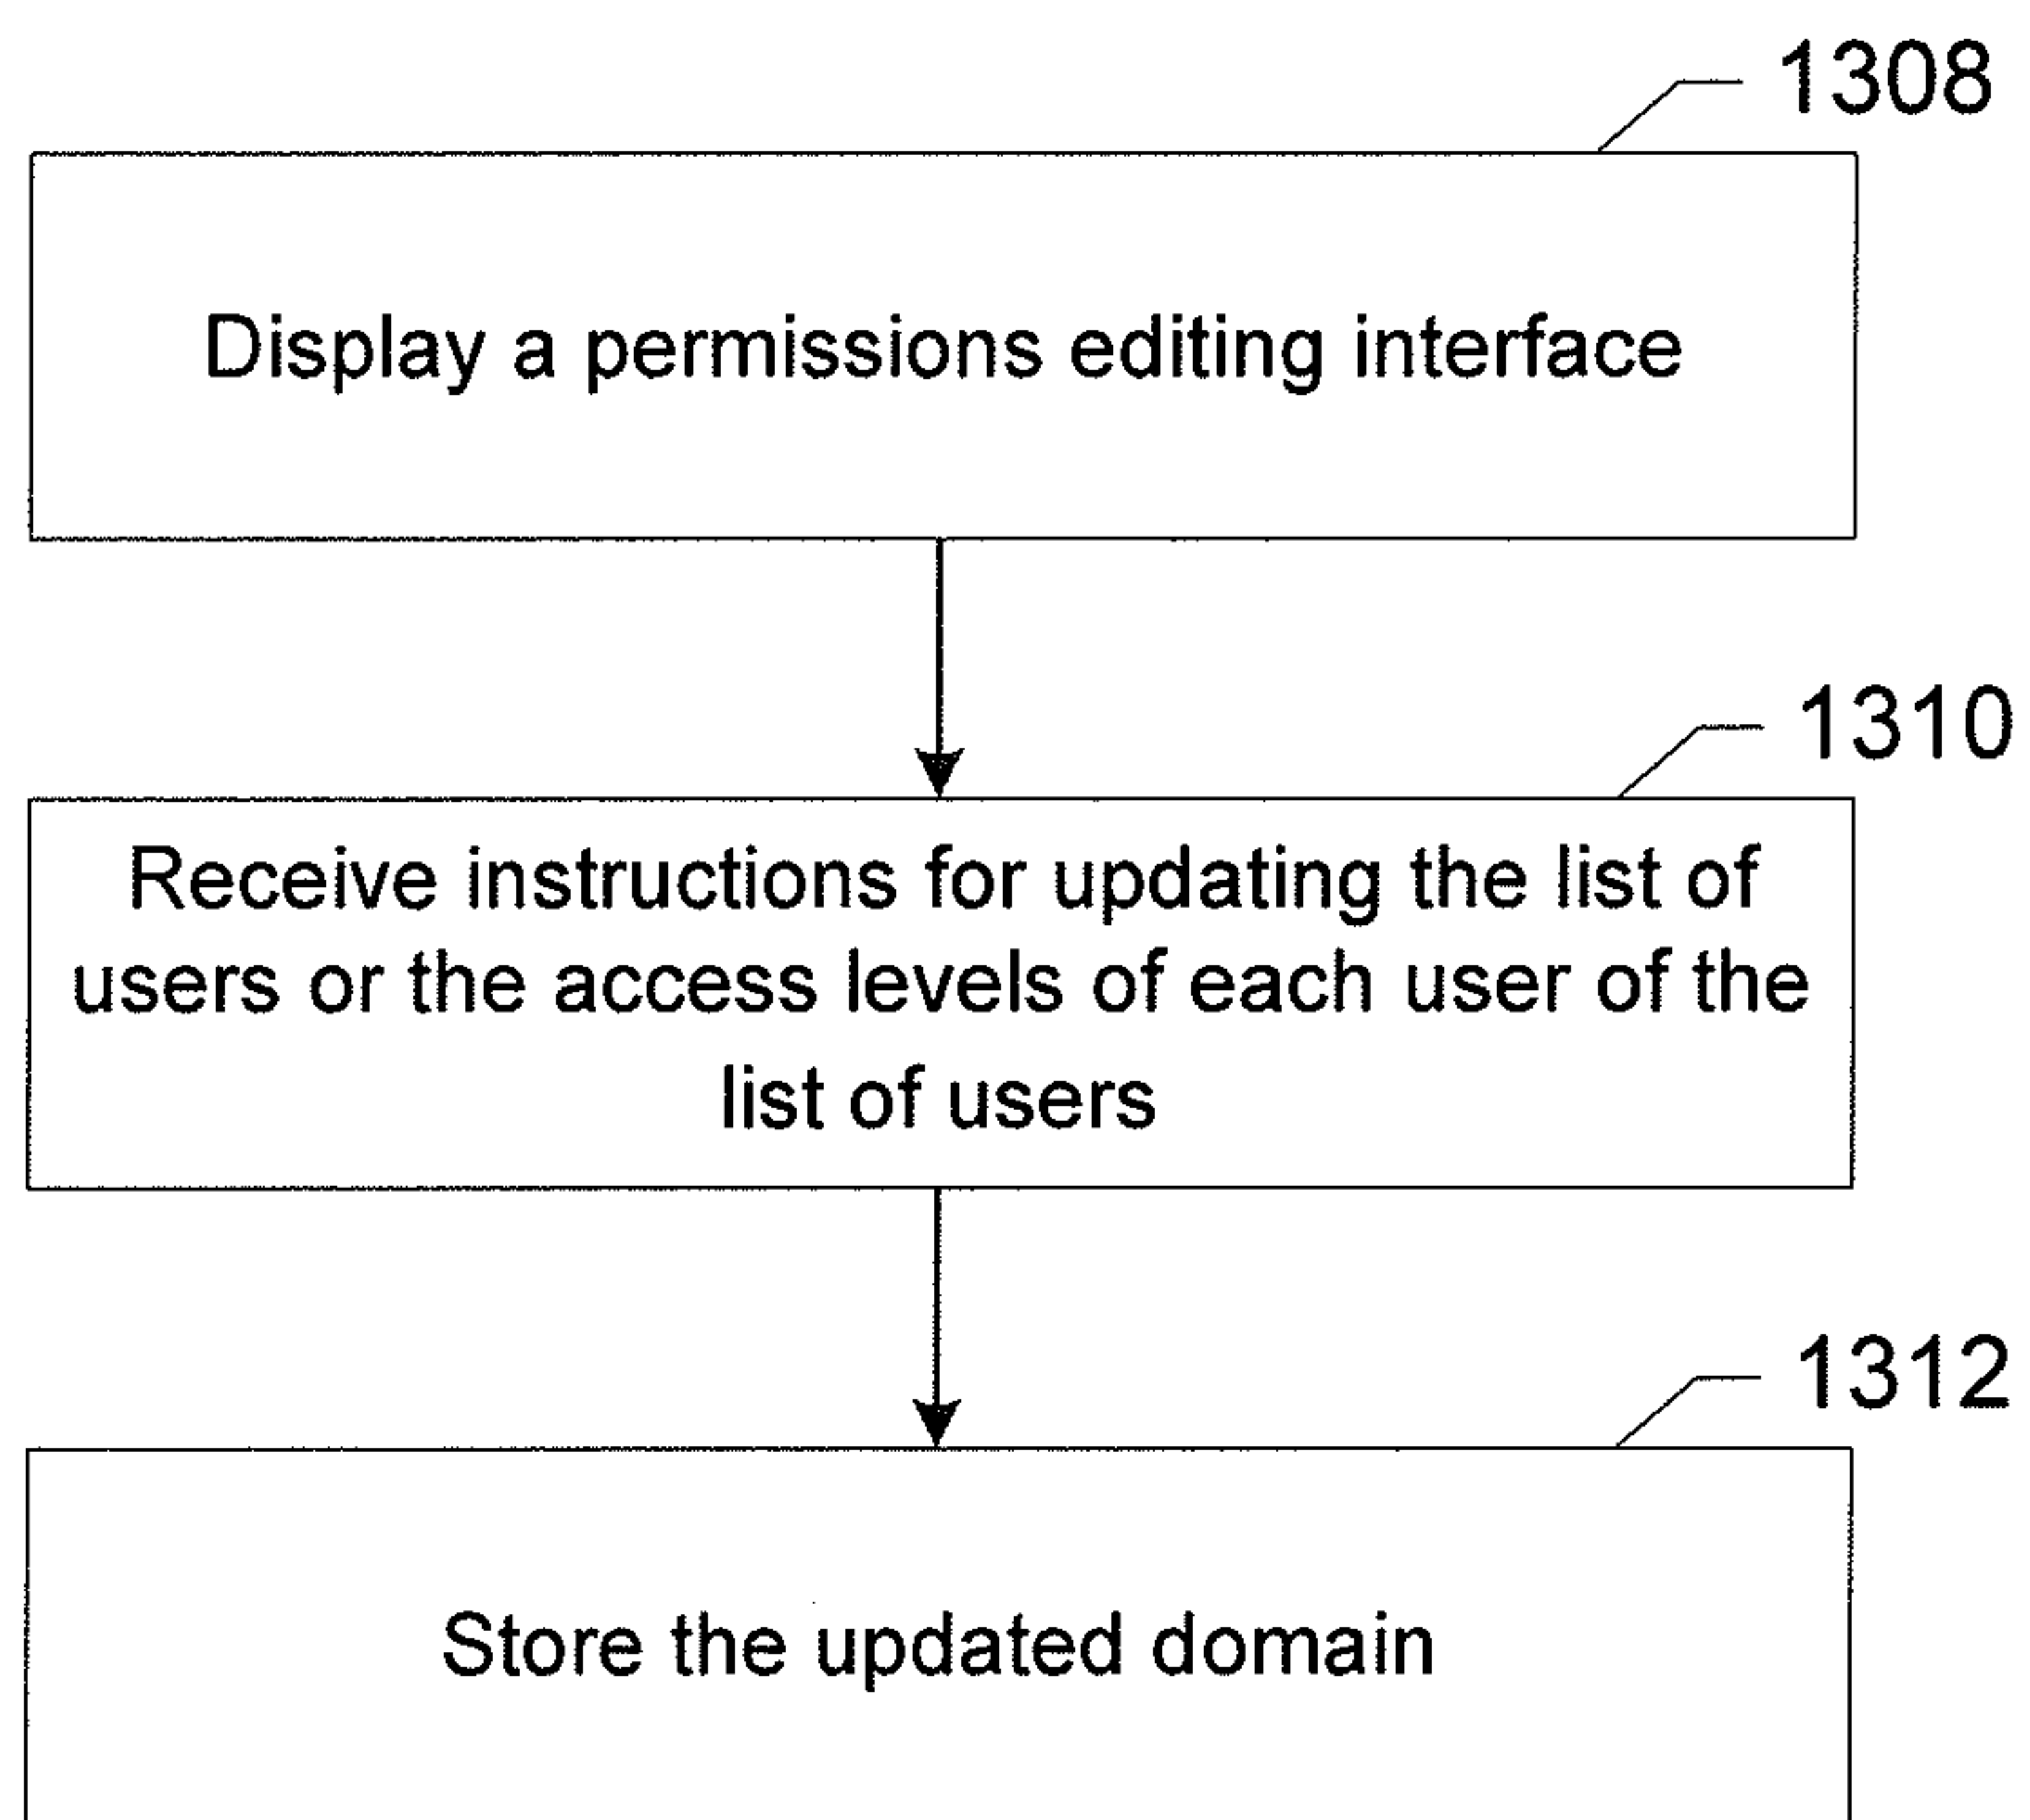 1308
Display a permissions editing interface
1310
Receive instructions for updating the list of
users or the access levels of each user of the
list of users
1312
Store the updated domain